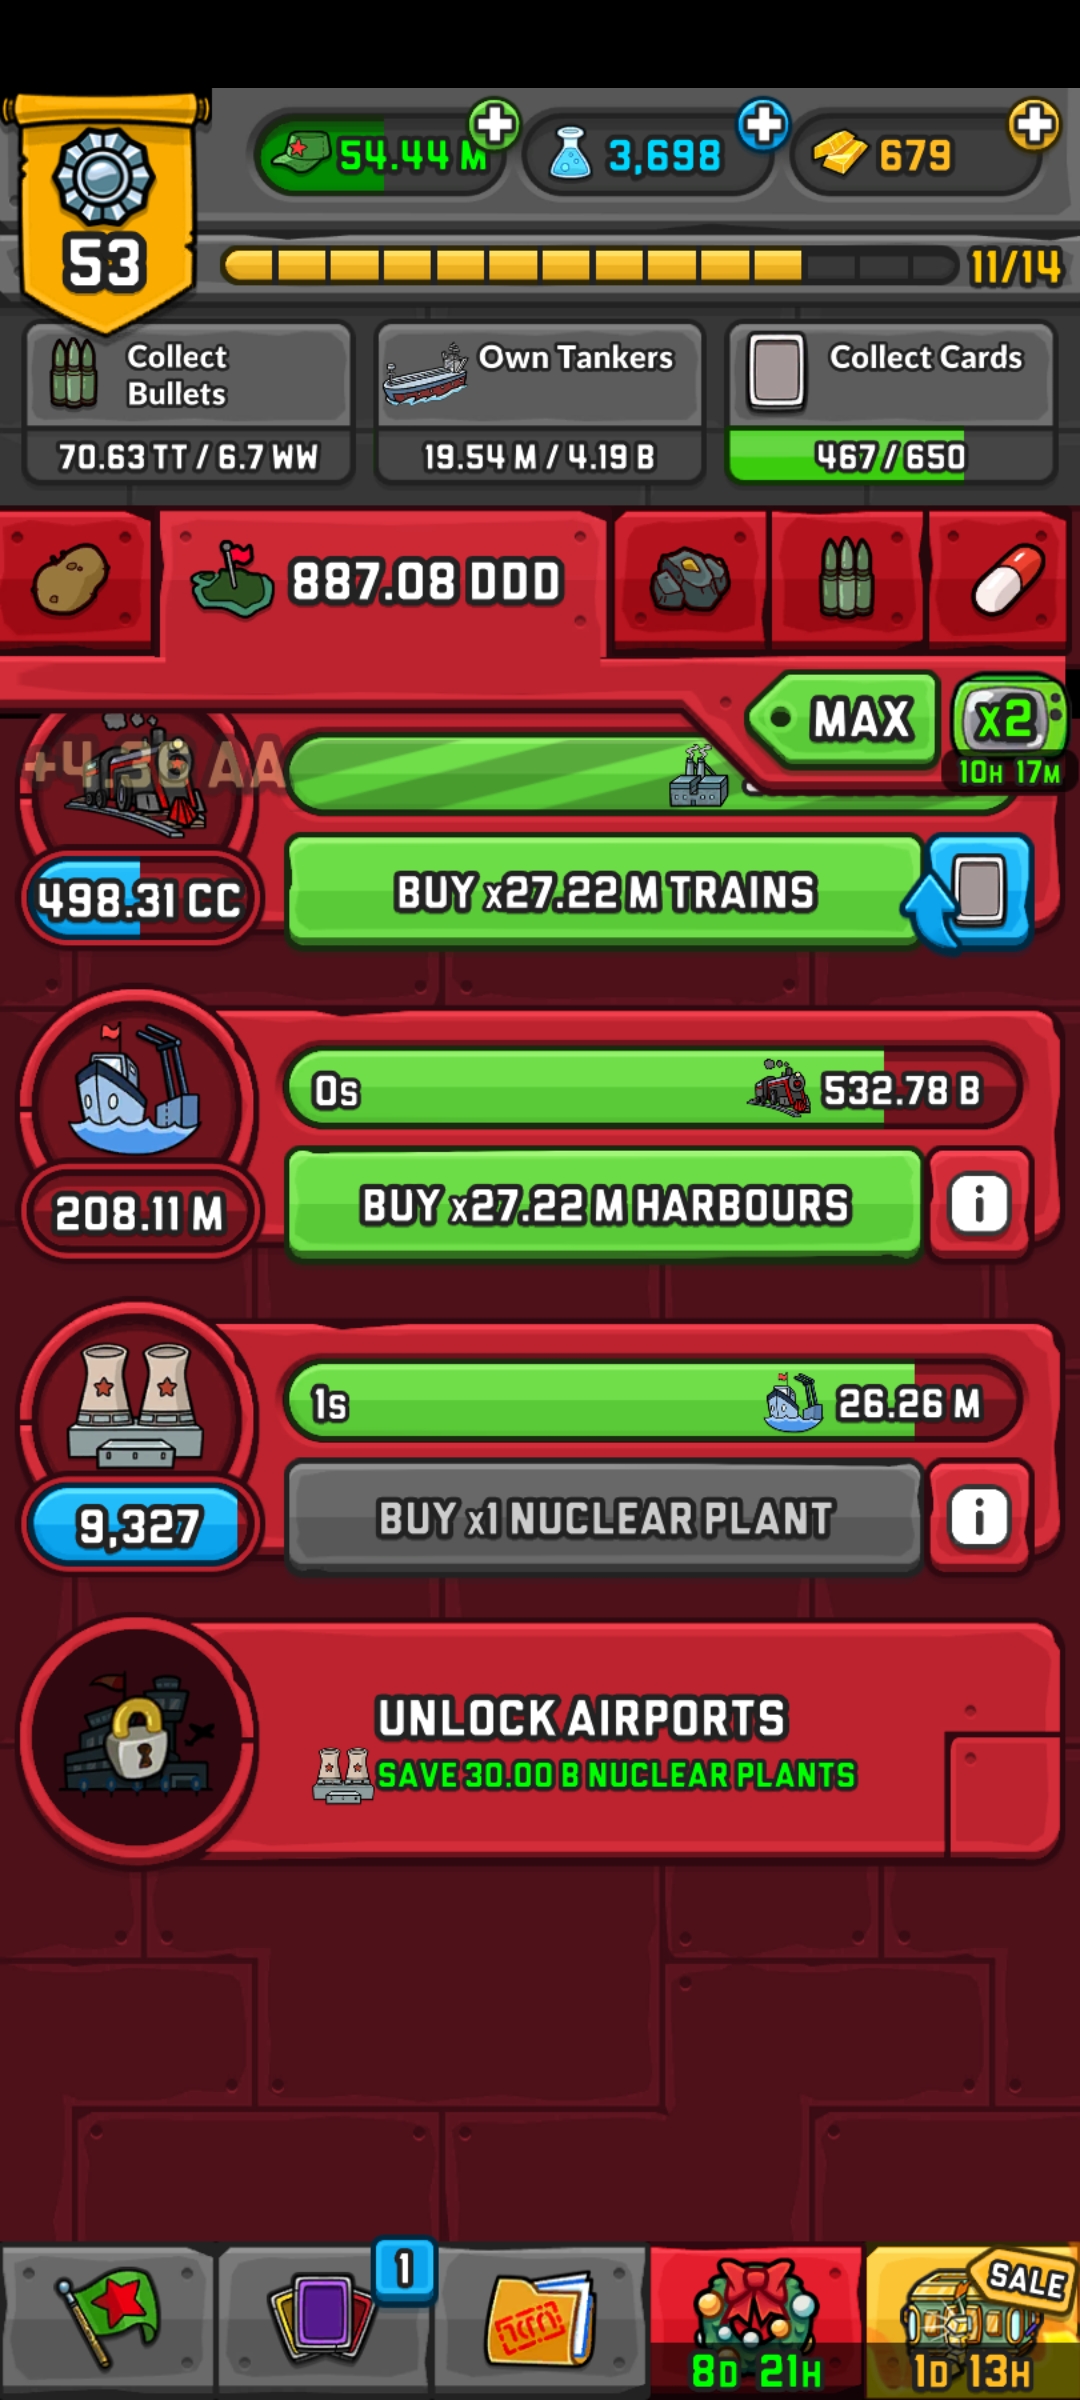 54.44 M
3,698
679
53
11/14
Collect
Bullets
70.63 TT / 6.7 WW
Own Tankers
19.54 M / 4.19 B
Collect Cards
467 / 650
887.08 DDD
MAX
x2
10H 17M
+4.36 AA
498.31 CC
BUY x27.22 M TRAINS
0s
532.78 B
208.11 M
BUY x27.22 M HARBOURS
i
1s
26.26 M
9,327
BUY x1 NUCLEAR PLANT
i
UNLOCK AIRPORTS
SAVE 30.00 B NUCLEAR PLANTS
1
SALE
8D 21H
1D 13H